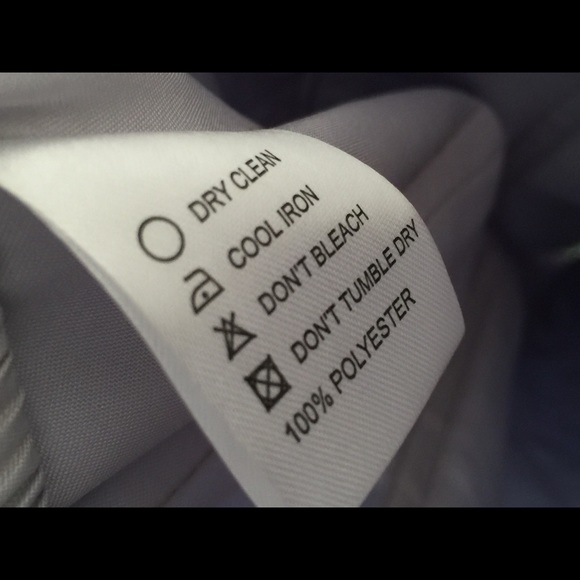 DRY CLEAN
COOL IRON
DON'T BLEACH
DON'T TUMBLE DRY
100% POLYESTER